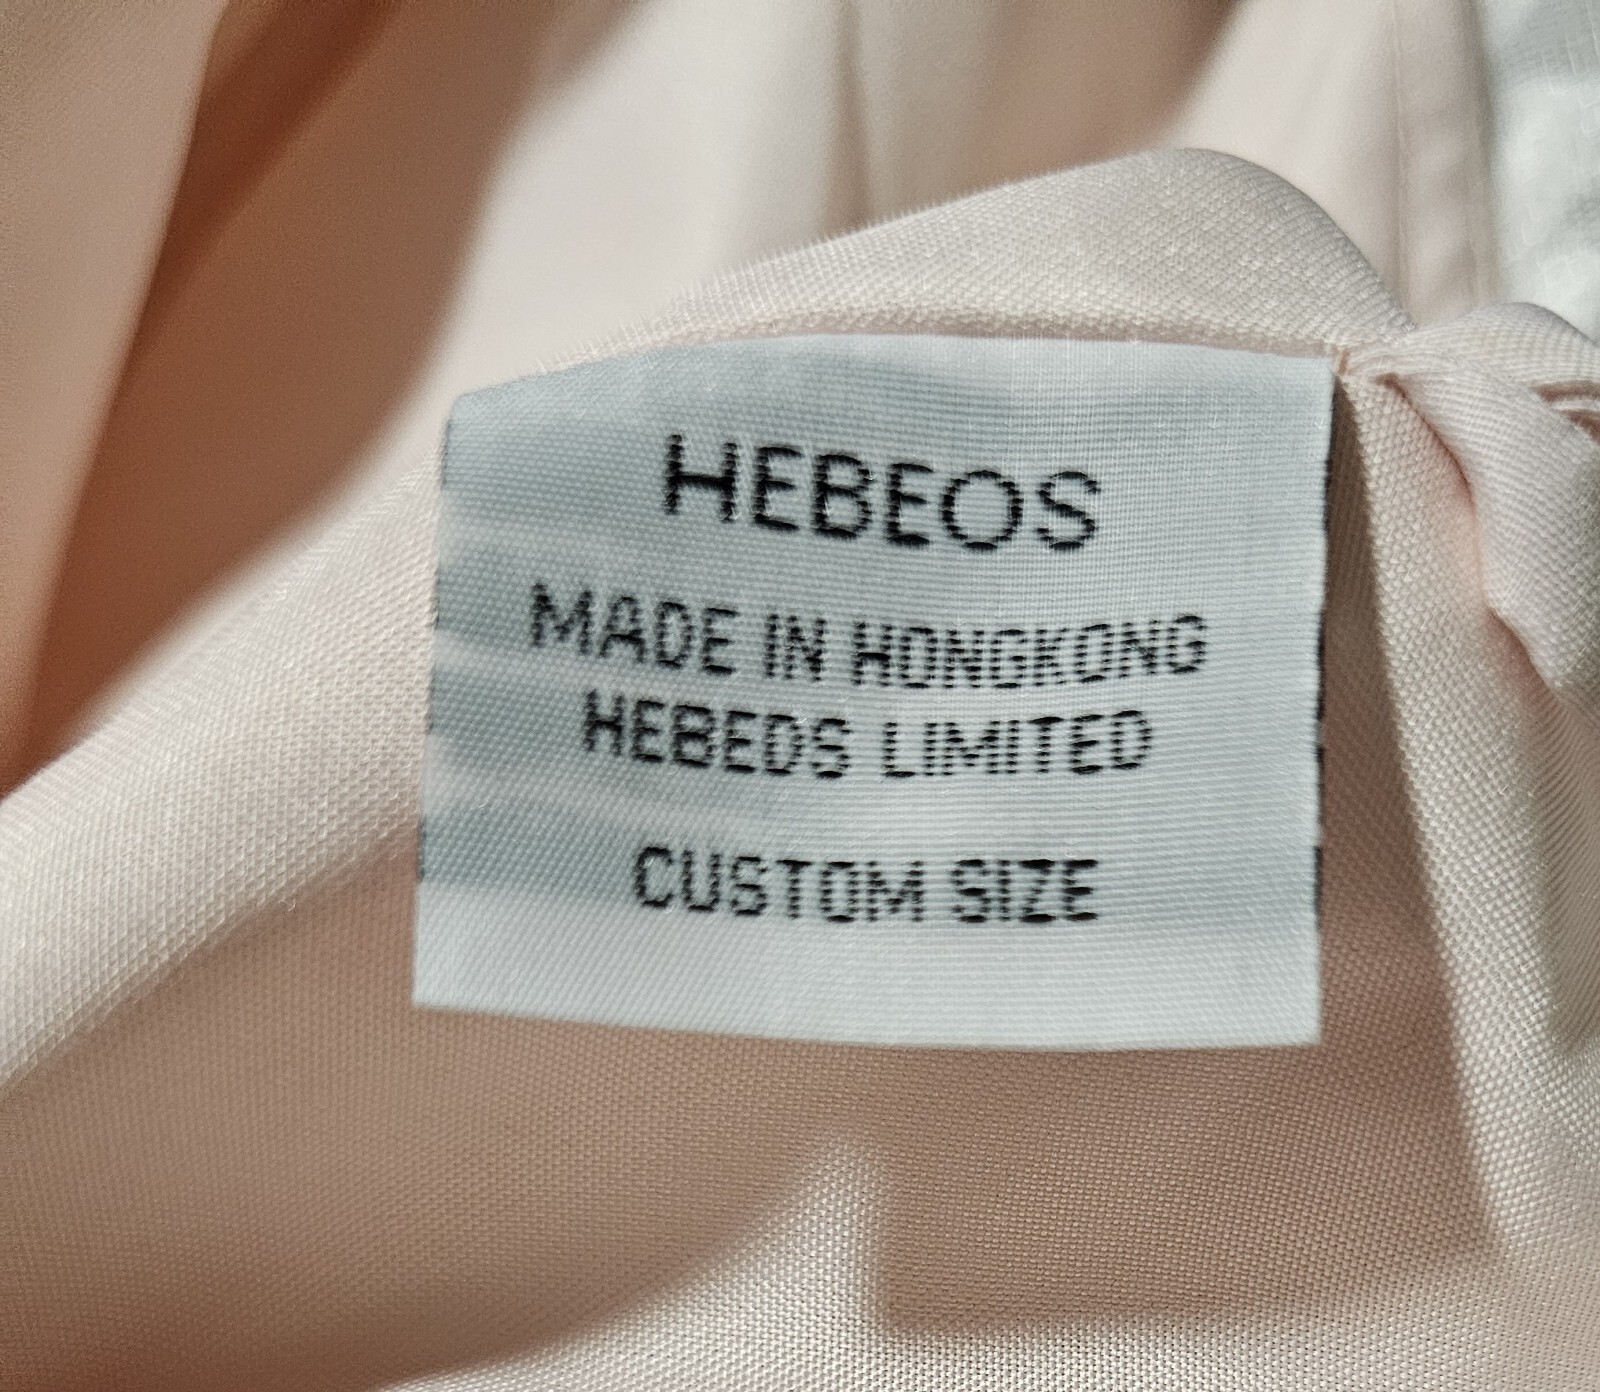 HEBEOS
MADE IN HONGKONG
HEBEDS LIMITED
CUSTOM SIZE